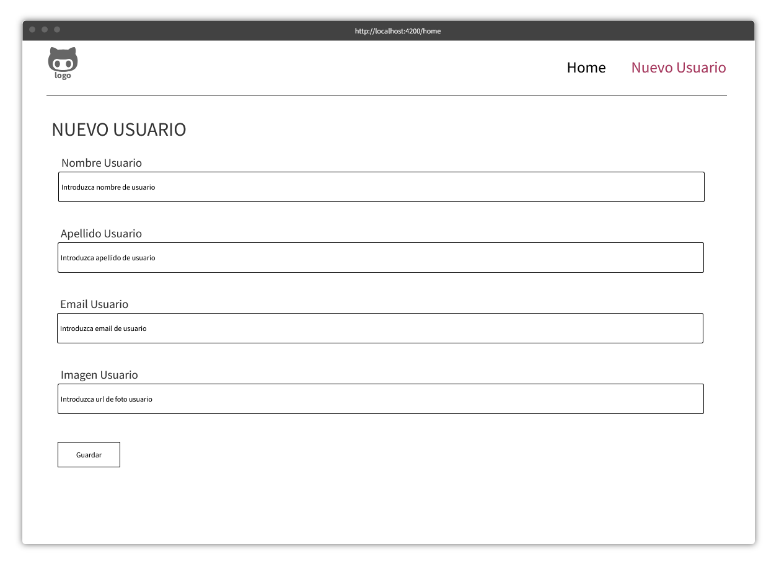 http://localhost:4200/home
logo
Home Nuevo Usuario
NUEVO USUARIO
Nombre Usuario
Introduzca nombre de usuario
Apellido Usuario
Introduzca apellido de usuario
Email Usuario
Introduzca email de usuario
Imagen Usuario
Introduzca url de foto usuario
Guardar